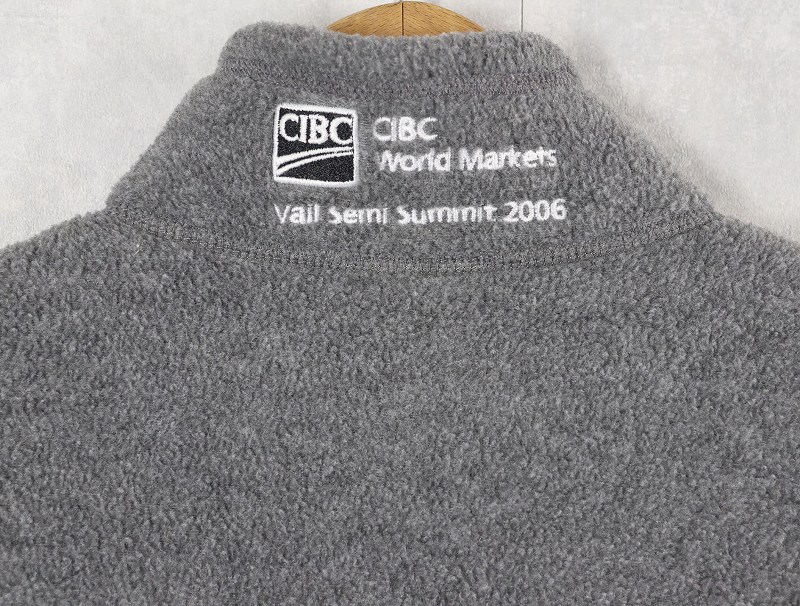 CIBC
CIBC
World Markets
Vail Semi Summit 2006